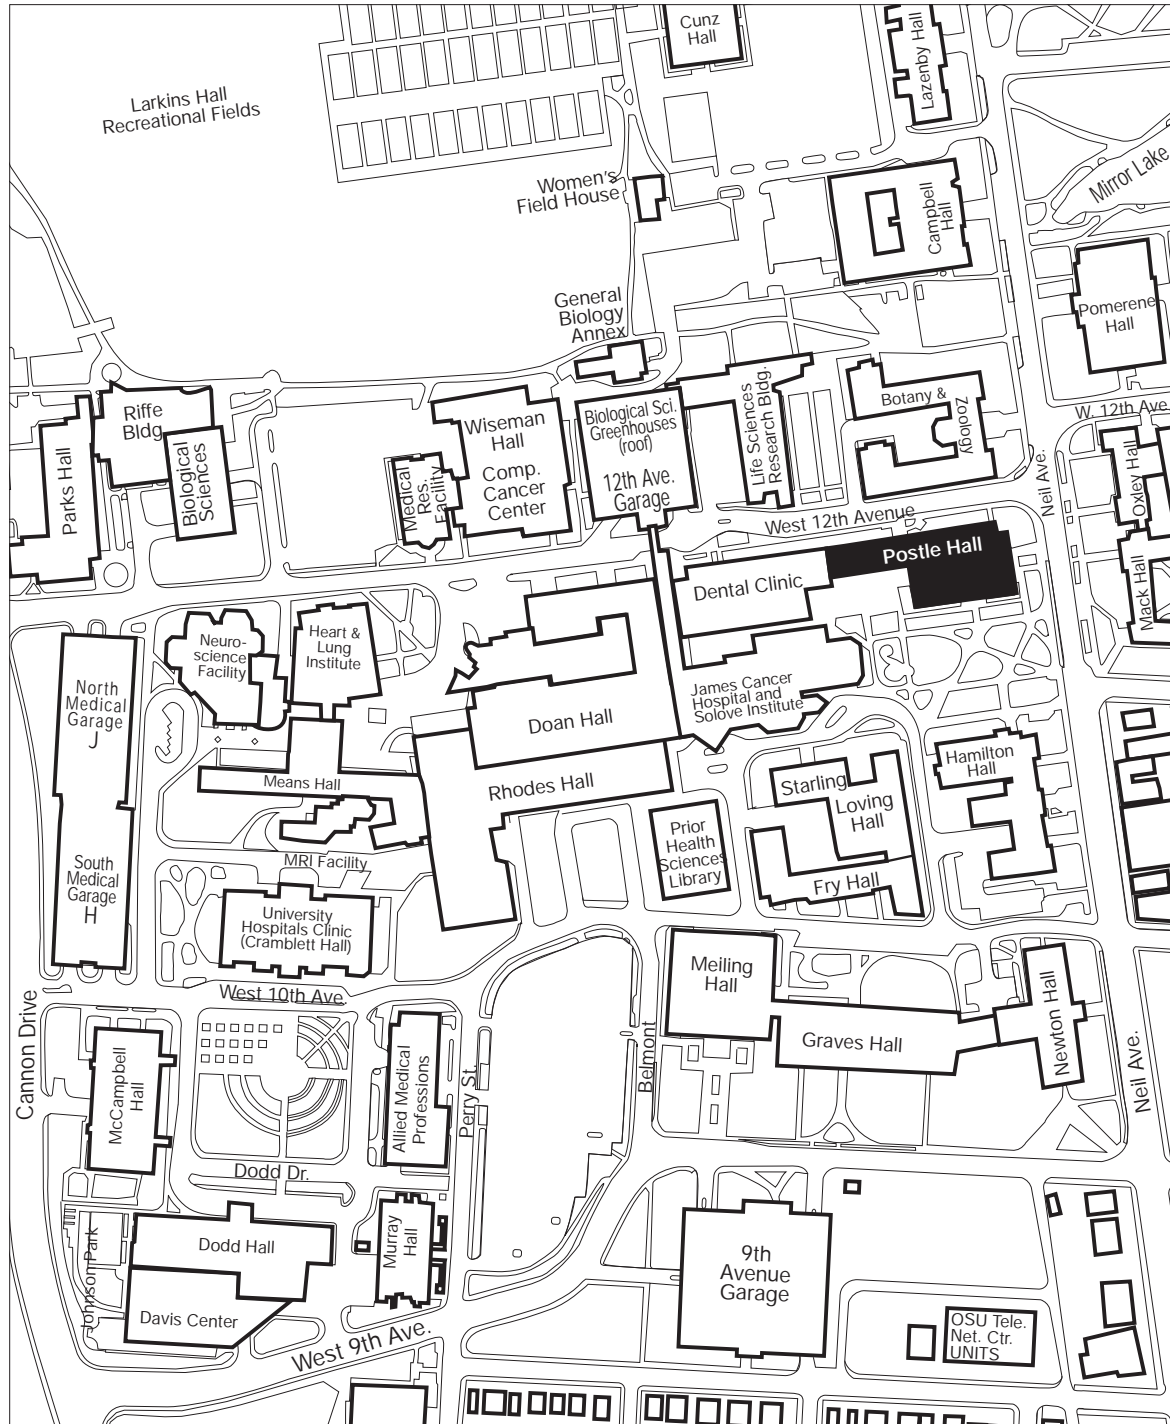 Cunz
Hall
Lazenby Hall
Larkins Hall
Recreational Fields
Mirror Lake
Women's
Field House
Campbell
Hall
General
Biology
Annex
Pomerene
Hall
Riffe
Bldg.
Parks Hall
Biological
Sciences
Wiseman
Hall
Comp.
Cancer
Center
Medical
Res.
Facility
Biological Sci.
Greenhouses
(roof)
12th Ave.
Garage
Life Sciences
Research Bldg.
Botany &
Zoology
W. 12th Ave
Oxley Hall
Neil Ave.
West 12th Avenue
Postle Hall
Dental Clinic
Mack Hall
Neuro-
science
Facility
Heart &
Lung
Institute
North
Medical
Garage
J
James Cancer
Hospital and
Solove Institute
Doan Hall
Means Hall
Rhodes Hall
Hamilton
Hall
Starling
Loving
Hall
Prior
Health
Sciences
Library
MRI Facility
South
Medical
Garage
H
Fry Hall
University
Hospitals Clinic
(Cramblett Hall)
Meiling
Hall
West 10th Ave.
Cannon Drive
Newton Hall
Graves Hall
Belmont
McCampbell
Hall
Allied Medical
Professions
Perry St.
Neil Ave.
Dodd Dr.
Johnson Park
Dodd Hall
Murray
Hall
9th
Avenue
Garage
Davis Center
West 9th Ave.
OSU Tele.
Net. Ctr.
UNITS